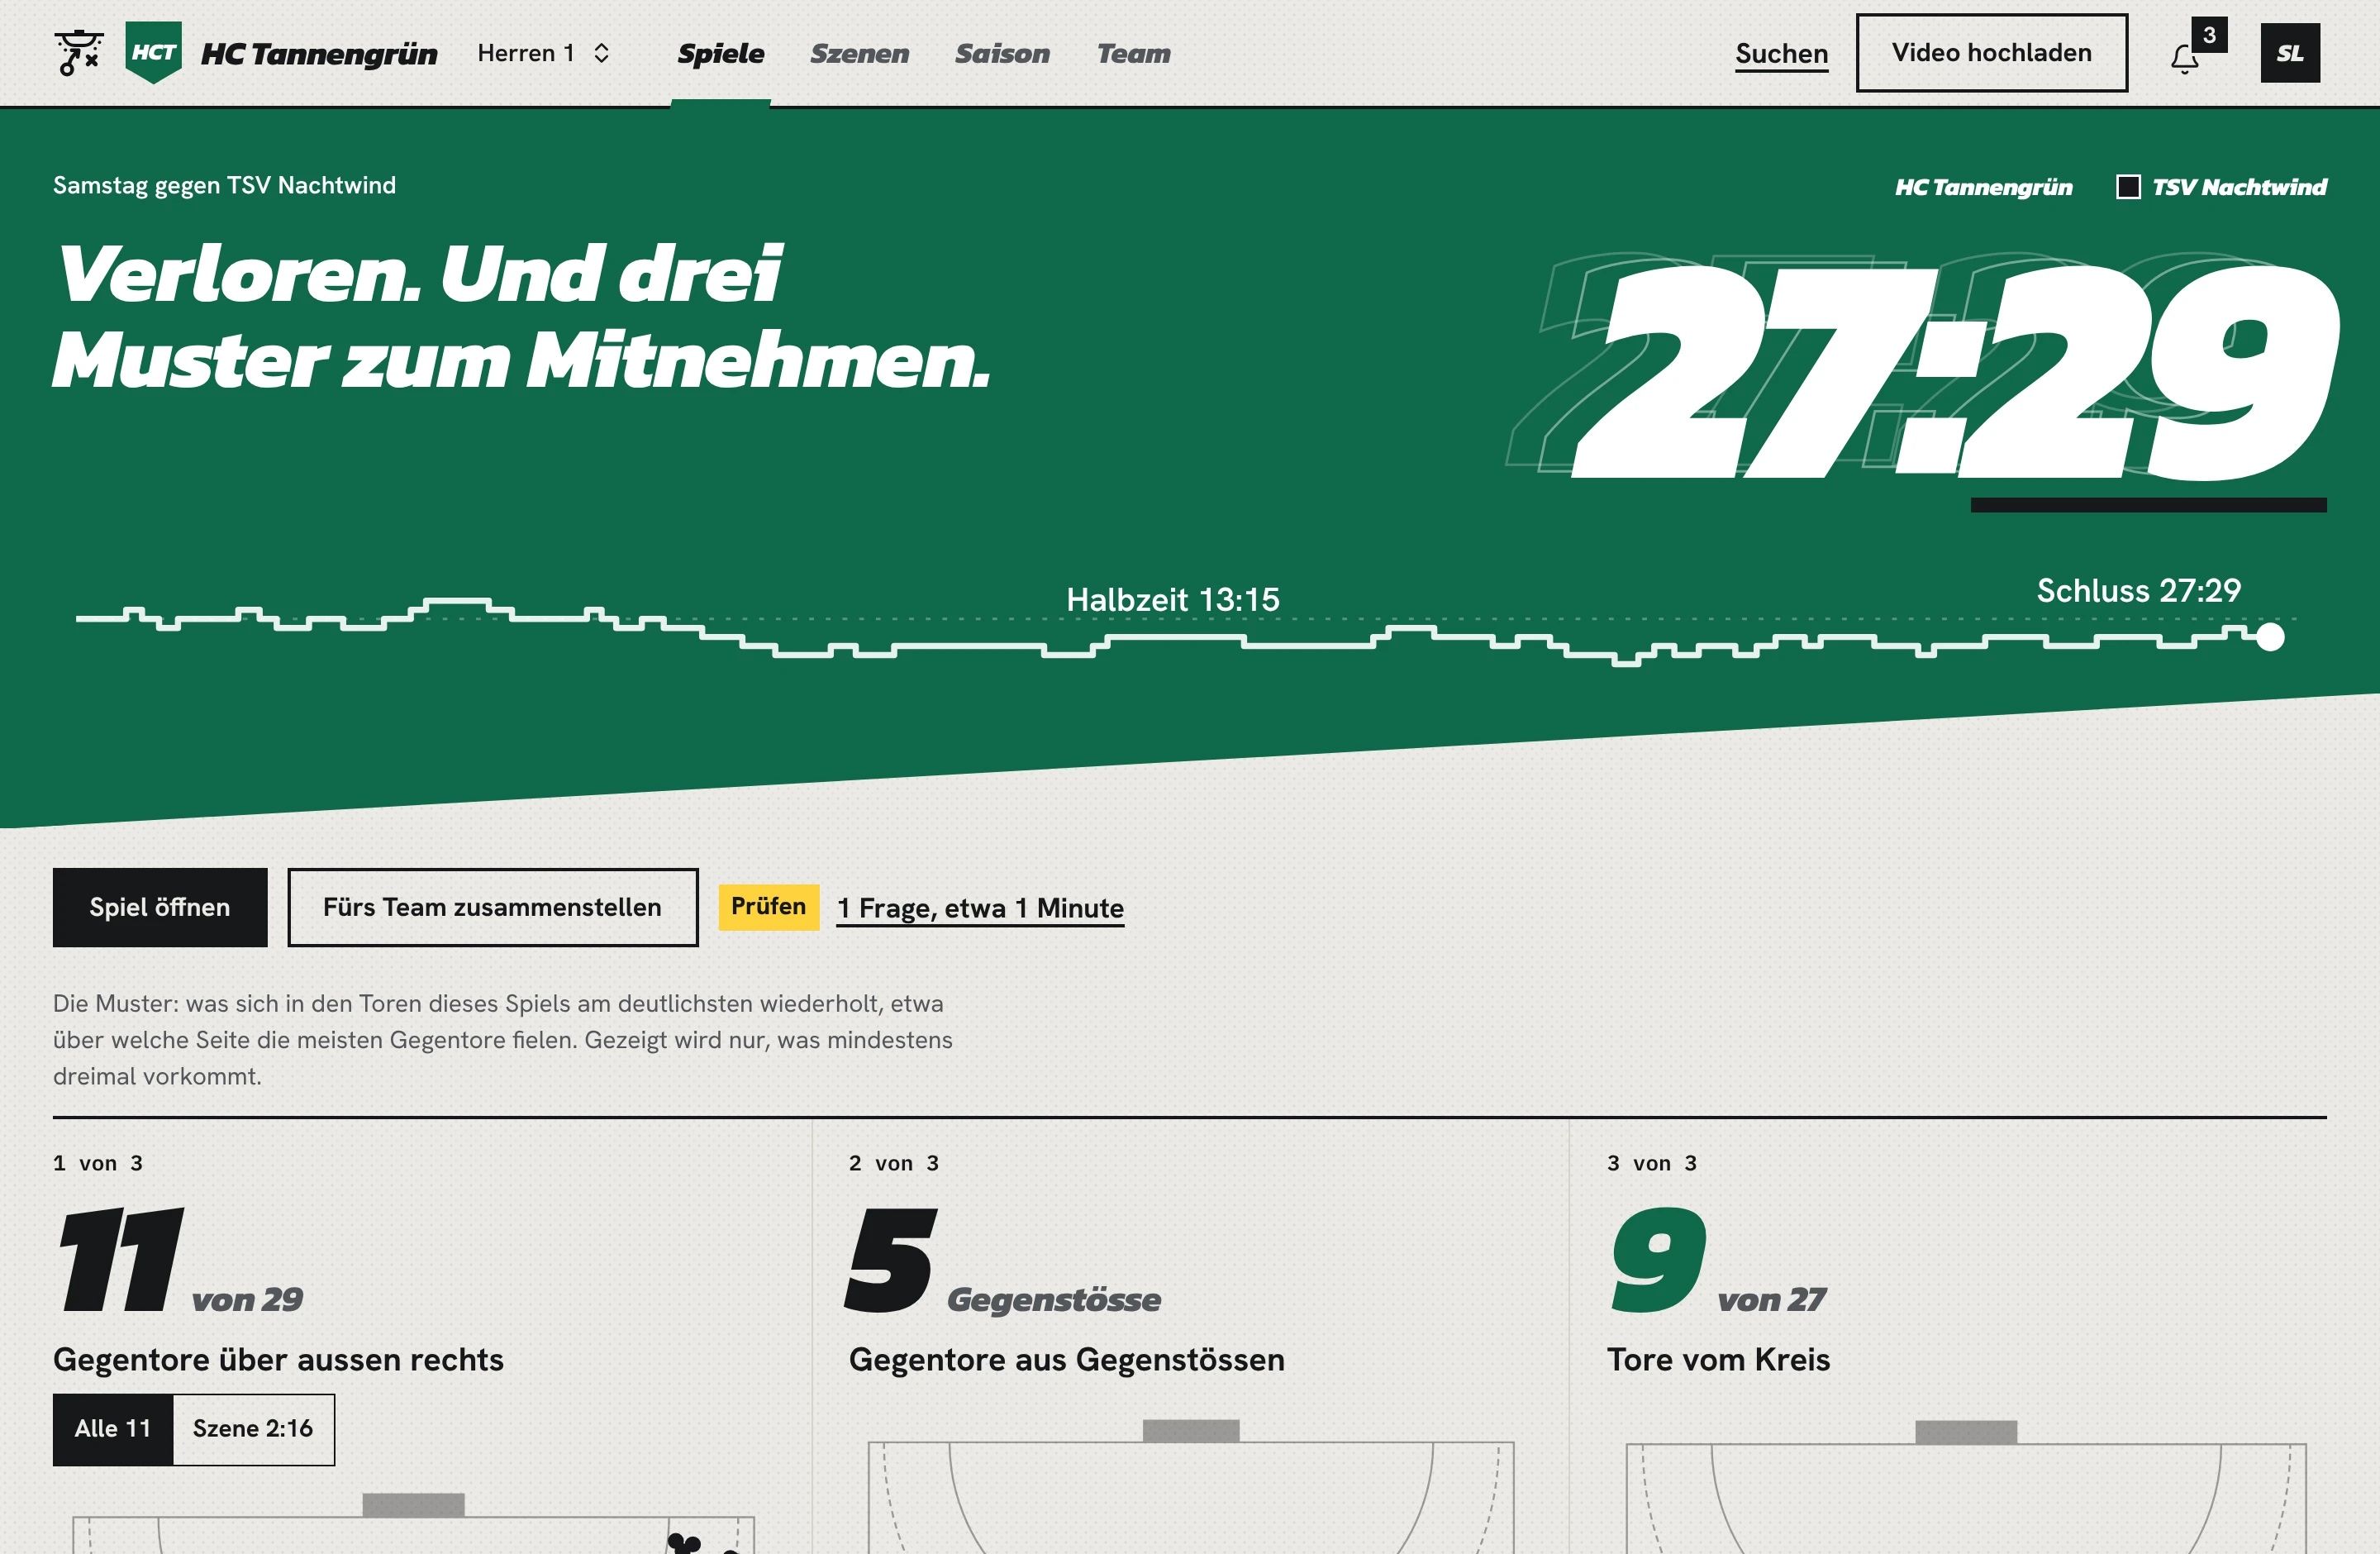 HCT HC Tannengrün Herren 1 Spiele Szenen Saison Team Suchen Video hochladen 3 SL
Samstag gegen TSV Nachtwind
HC Tannengrün TSV Nachtwind
Verloren. Und drei
Muster zum Mitnehmen.
27:29
Halbzeit 13:15
Schluss 27:29
Spiel öffnen Fürs Team zusammenstellen Prüfen 1 Frage, etwa 1 Minute
Die Muster: was sich in den Toren dieses Spiels am deutlichsten wiederholt, etwa
über welche Seite die meisten Gegentore fielen. Gezeigt wird nur, was mindestens
dreimal vorkommt.
1 von 3
11 von 29
Gegentore über aussen rechts
Alle 11 Szene 2:16
2 von 3
5 Gegenstösse
Gegentore aus Gegenstössen
3 von 3
9 von 27
Tore vom Kreis